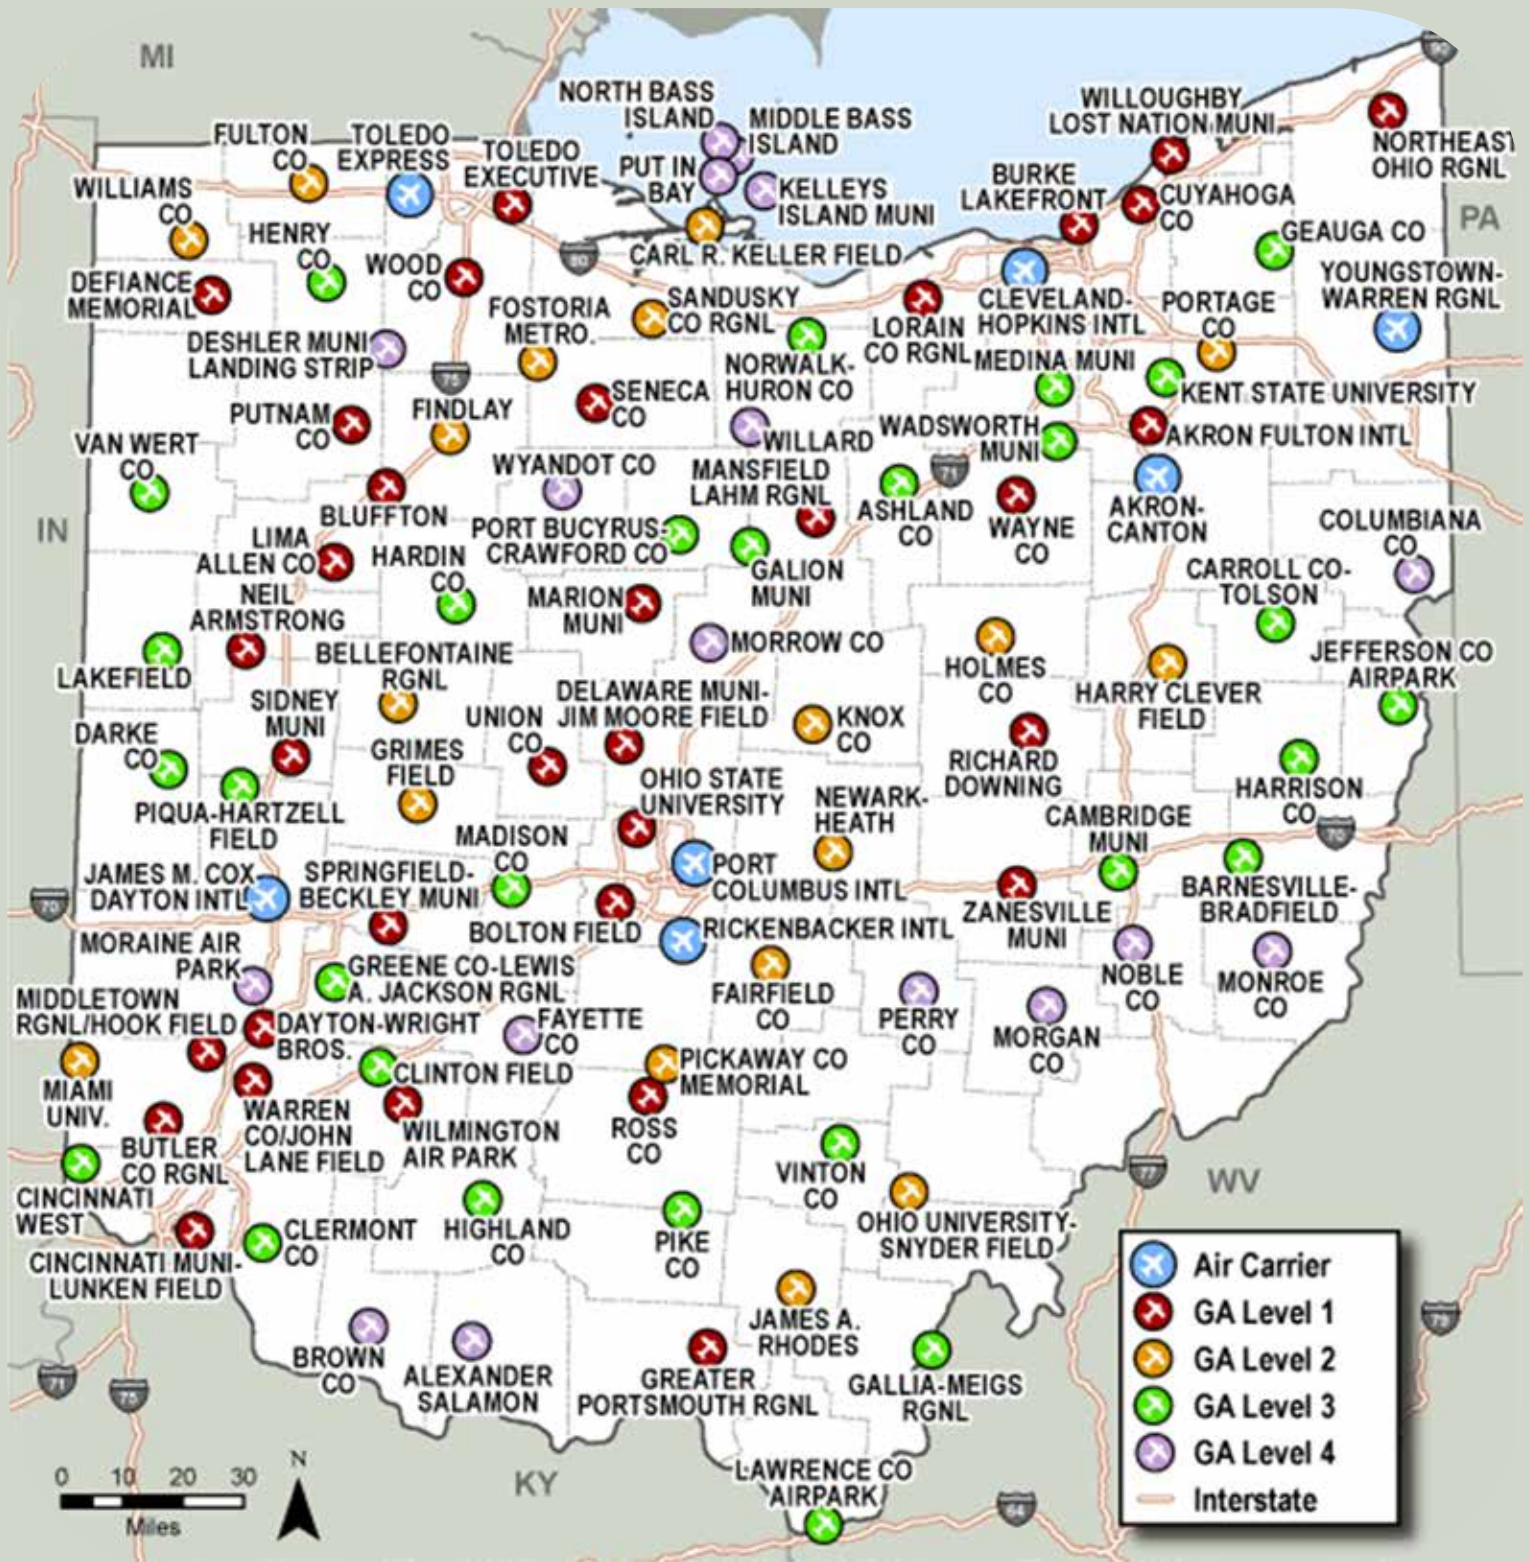 MI
90
NORTH BASS
ISLAND
MIDDLE BASS
ISLAND
WILLOUGHBY
LOST NATION MUNI
FULTON
CO
TOLEDO
EXPRESS
TOLEDO
EXECUTIVE
PUT IN
BAY
KELLEYS
ISLAND MUNI
BURKE
LAKEFRONT
CUYAHOGA
CO
NORTHEAST
OHIO RGNL
WILLIAMS
CO
HENRY
CO
WOOD
CO
80
CARL R. KELLER FIELD
GEAUGA CO
PA
DEFIANCE
MEMORIAL
FOSTORIA
METRO.
SANDUSKY
CO RGNL
LORAIN
CO RGNL
CLEVELAND-
HOPKINS INTL
PORTAGE
CO
YOUNGSTOWN-
WARREN RGNL
DESHLER MUNI
LANDING STRIP
75
NORWALK-
HURON CO
MEDINA MUNI
KENT STATE UNIVERSITY
PUTNAM
CO
FINDLAY
SENECA
CO
WILLARD
WADSWORTH
MUNI
AKRON FULTON INTL
VAN WERT
CO
WYANDOT CO
MANSFIELD
LAHM RGNL
71
ASHLAND
CO
WAYNE
CO
AKRON-
CANTON
IN
BLUFFTON
PORT BUCYRUS-
CRAWFORD CO
GALION
MUNI
COLUMBIANA
CO
LIMA
ALLEN CO
HARDIN
CO
CARROLL CO-
TOLSON
NEIL
ARMSTRONG
MARION
MUNI
MORROW CO
LAKEFIELD
BELLEFONTAINE
RGNL
HOLMES
CO
HARRY CLEVER
FIELD
JEFFERSON CO
AIRPARK
SIDNEY
MUNI
UNION
CO
DELAWARE MUNI-
JIM MOORE FIELD
KNOX
CO
DARKE
CO
GRIMES
FIELD
RICHARD
DOWNING
HARRISON
CO
PIQUA-HARTZELL
FIELD
OHIO STATE
UNIVERSITY
NEWARK-
HEATH
CAMBRIDGE
MUNI
70
MADISON
CO
PORT
COLUMBUS INTL
BARNESVILLE-
BRADFIELD
JAMES M. COX
DAYTON INTL
SPRINGFIELD-
BECKLEY MUNI
70
BOLTON FIELD
RICKENBACKER INTL
ZANESVILLE
MUNI
MORAINE AIR
PARK
GREENE CO-LEWIS
A. JACKSON RGNL
FAIRFIELD
CO
PERRY
CO
MORGAN
CO
NOBLE
CO
MONROE
CO
MIDDLETOWN
RGNL/HOOK FIELD
DAYTON-WRIGHT
BROS.
FAYETTE
CO
MIAMI
UNIV.
CLINTON FIELD
PICKAWAY CO
MEMORIAL
WARREN
CO/JOHN
LANE FIELD
WILMINGTON
AIR PARK
ROSS
CO
BUTLER
CO RGNL
VINTON
CO
77
WV
CINCINNATI
WEST
CLERMONT
CO
HIGHLAND
CO
PIKE
CO
OHIO UNIVERSITY-
SNYDER FIELD
CINCINNATI MUNI-
LUNKEN FIELD
JAMES A.
RHODES
BROWN
CO
ALEXANDER
SALAMON
GREATER
PORTSMOUTH RGNL
GALLIA-MEIGS
RGNL
71
75
LAWRENCE CO
AIRPARK
KY
64
Air Carrier
GA Level 1
GA Level 2
GA Level 3
GA Level 4
Interstate
0 10 20 30
Miles
N